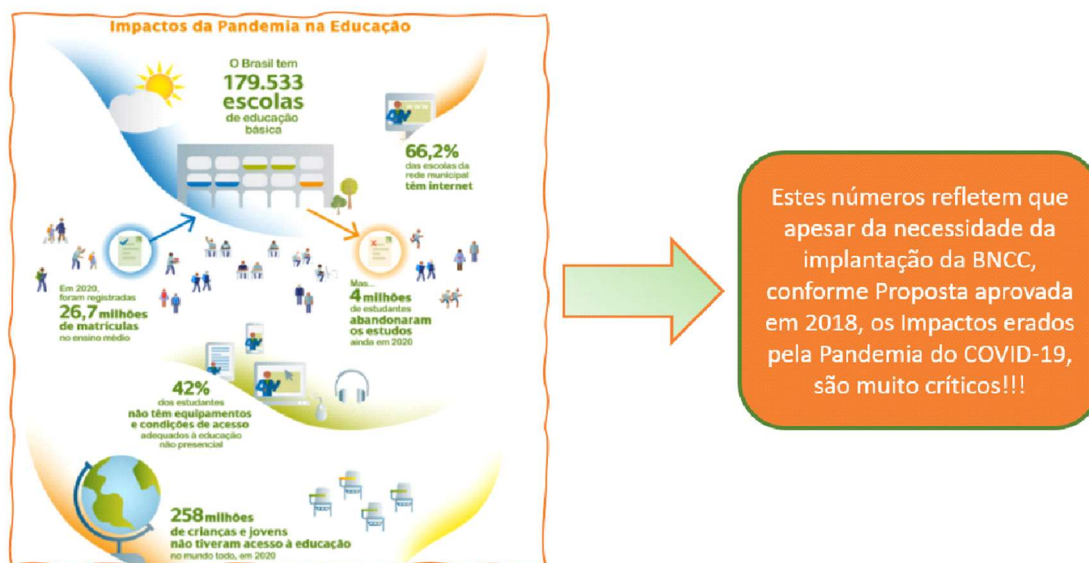 Impactos da Pandemia na Educação
O Brasil tem
179.533
escolas
de educação
básica
66,2%
das escolas da
rede municipal
têm internet
Em 2020,
foram registradas
26,7 milhões
de matrículas
no ensino médio
Mas...
4 milhões
de estudantes
abandonaram
os estudos
ainda em 2020
42%
dos estudantes
não têm equipamentos
e condições de acesso
adequados à educação
não presencial
258 milhões
de crianças e jovens
não tiveram acesso à educação
no mundo todo, em 2020
Estes números refletem que
apesar da necessidade da
implantação da BNCC,
conforme Proposta aprovada
em 2018, os Impactos erados
pela Pandemia do COVID-19,
são muito críticos!!!